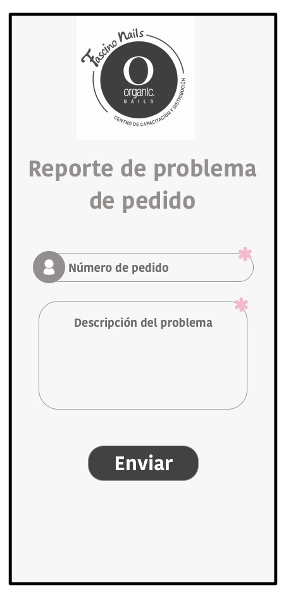 Fascino Nails
O
organic.
NAILS
CENTRO DE CAPACITACIÓN Y DISTRIBUCIÓN
Reporte de problema
de pedido
Número de pedido
*
Descripción del problema
*
Enviar